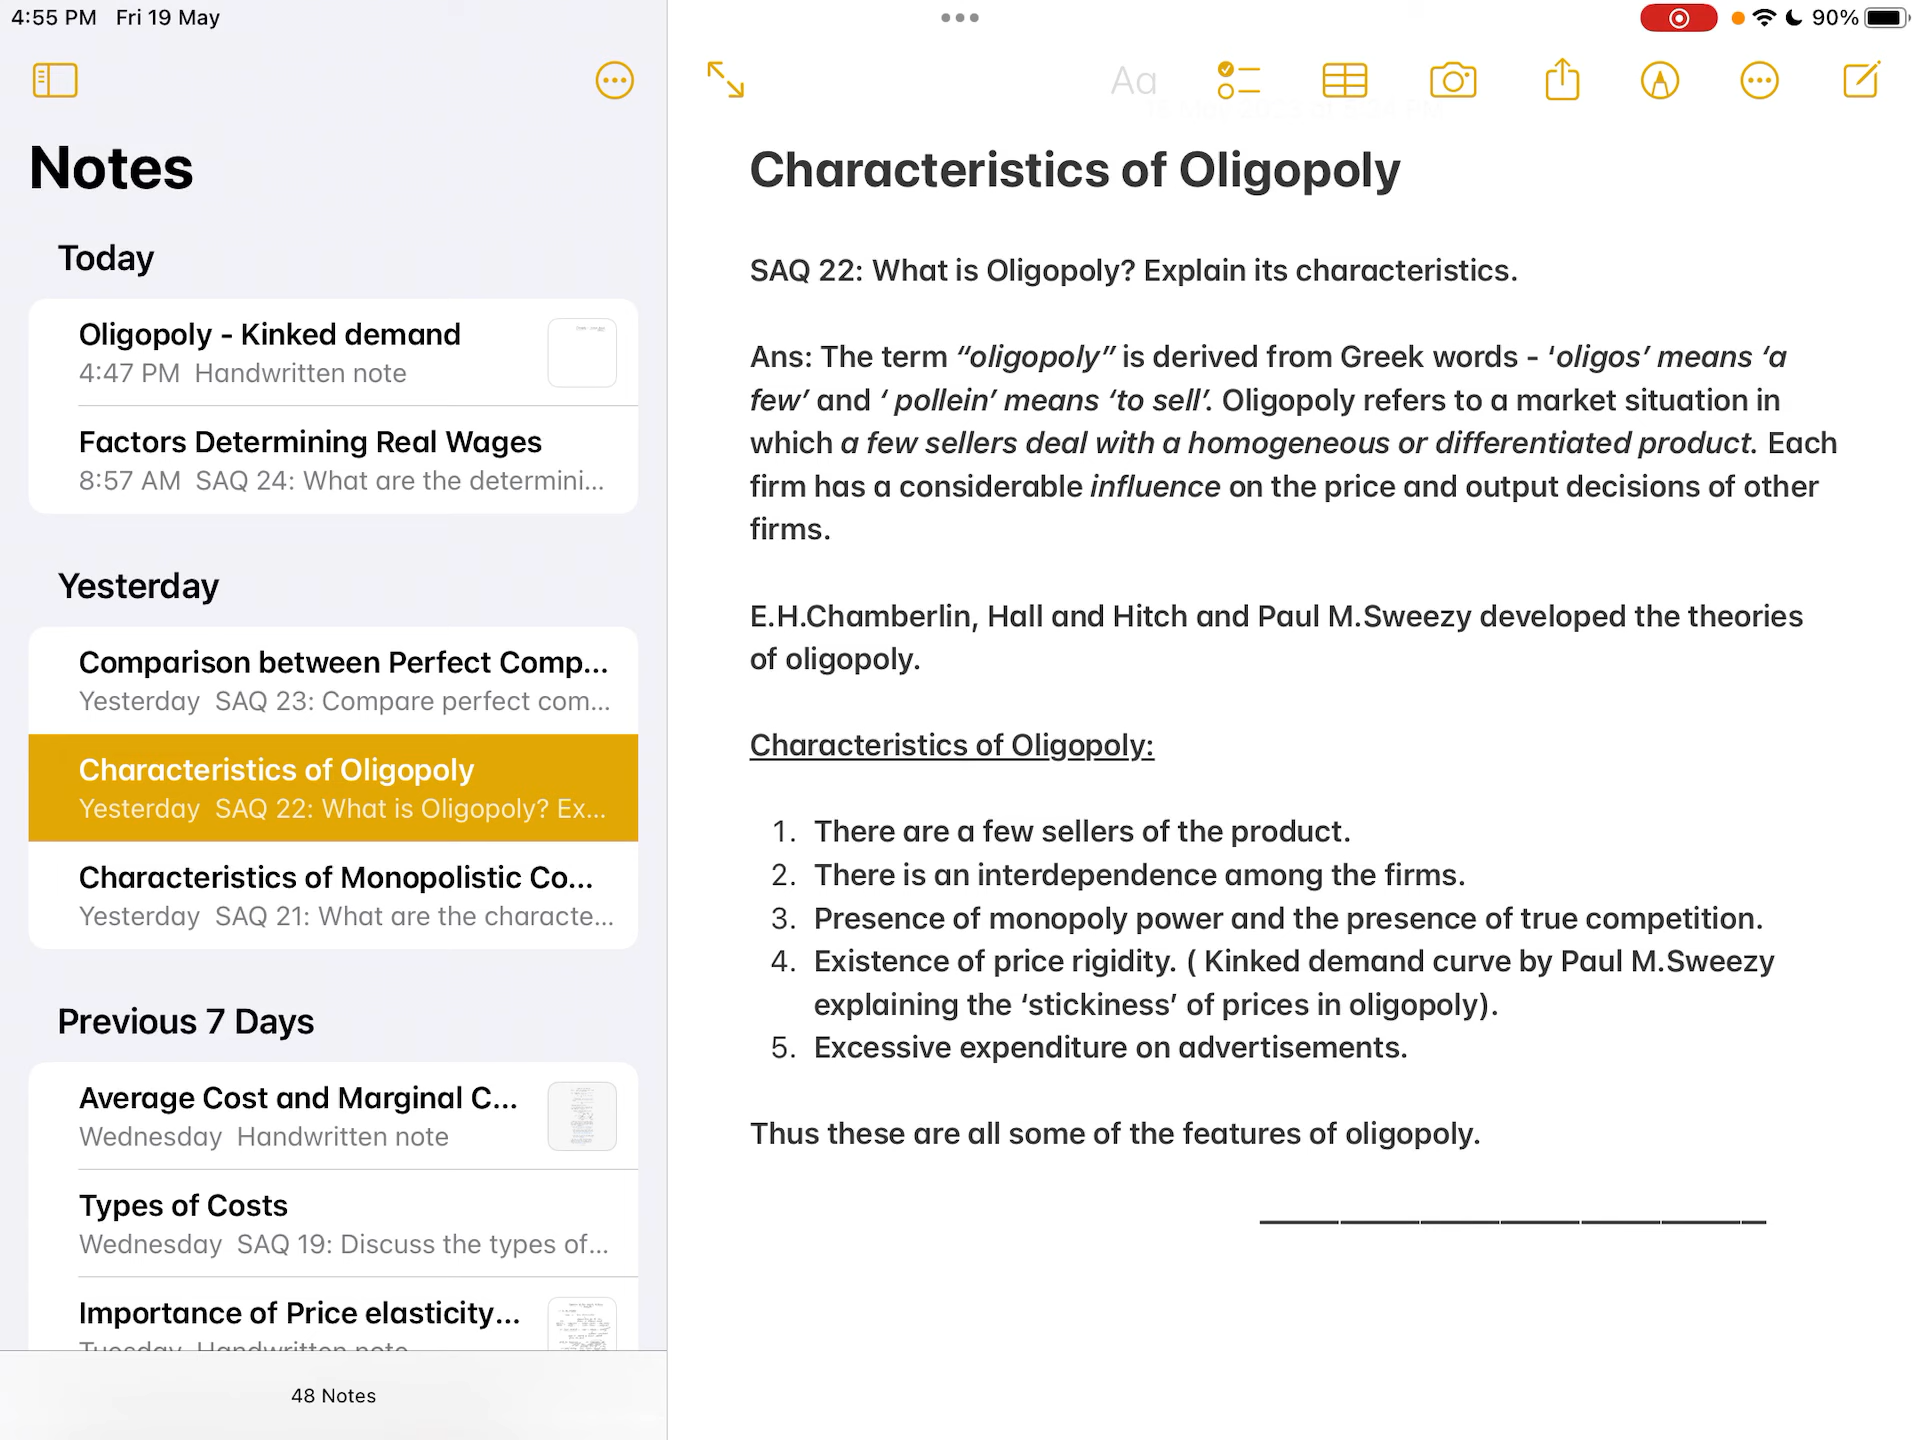 4:55 PM Fri 19 May
90%
Notes
Today
Oligopoly - Kinked demand
4:47 PM Handwritten note
Factors Determining Real Wages
8:57 AM SAQ 24: What are the determini...
Yesterday
Comparison between Perfect Comp...
Yesterday SAQ 23: Compare perfect com...
Characteristics of Oligopoly
Yesterday SAQ 22: What is Oligopoly? Ex...
Characteristics of Monopolistic Co...
Yesterday SAQ 21: What are the characte...
Previous 7 Days
Average Cost and Marginal C...
Wednesday Handwritten note
Types of Costs
Wednesday SAQ 19: Discuss the types of...
Importance of Price elasticity...
Tuesday Handwritten note
48 Notes
Aa
Characteristics of Oligopoly
SAQ 22: What is Oligopoly? Explain its characteristics.
Ans: The term “oligopoly” is derived from Greek words - ‘oligos’ means ‘a
few’ and ‘ pollein’ means ‘to sell’. Oligopoly refers to a market situation in
which a few sellers deal with a homogeneous or differentiated product. Each
firm has a considerable influence on the price and output decisions of other
firms.
E.H.Chamberlin, Hall and Hitch and Paul M.Sweezy developed the theories
of oligopoly.
Characteristics of Oligopoly:
1. There are a few sellers of the product.
2. There is an interdependence among the firms.
3. Presence of monopoly power and the presence of true competition.
4. Existence of price rigidity. ( Kinked demand curve by Paul M.Sweezy
explaining the ‘stickiness’ of prices in oligopoly).
5. Excessive expenditure on advertisements.
Thus these are all some of the features of oligopoly.